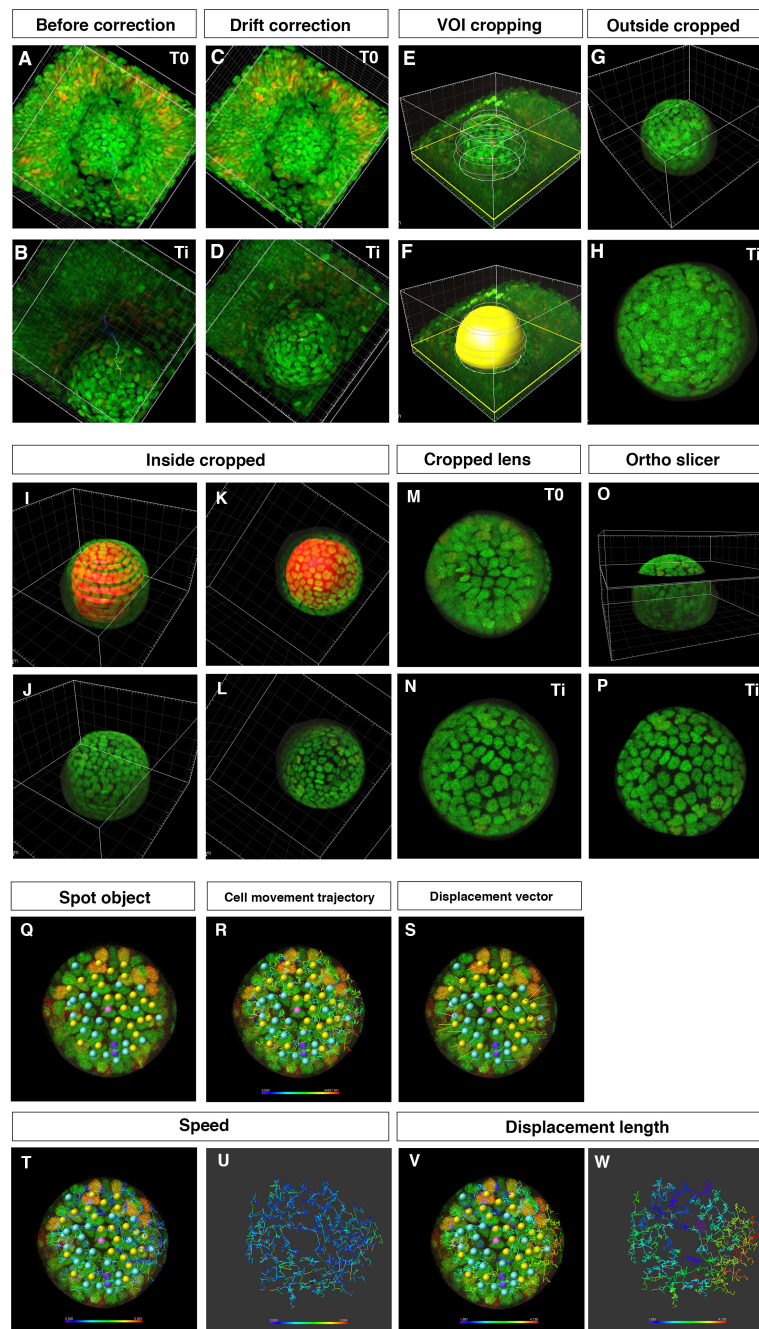 Before correction
Drift correction
VOI cropping
Outside cropped
A
T0
C
T0
E
G
B
Ti
D
Ti
F
H
Ti
Inside cropped
Cropped lens
Ortho slicer
I
K
M
T0
O
J
L
N
Ti
P
Ti
Spot object
Cell movement trajectory
Displacement vector
Q
R
S
Speed
Displacement length
T
U
V
W